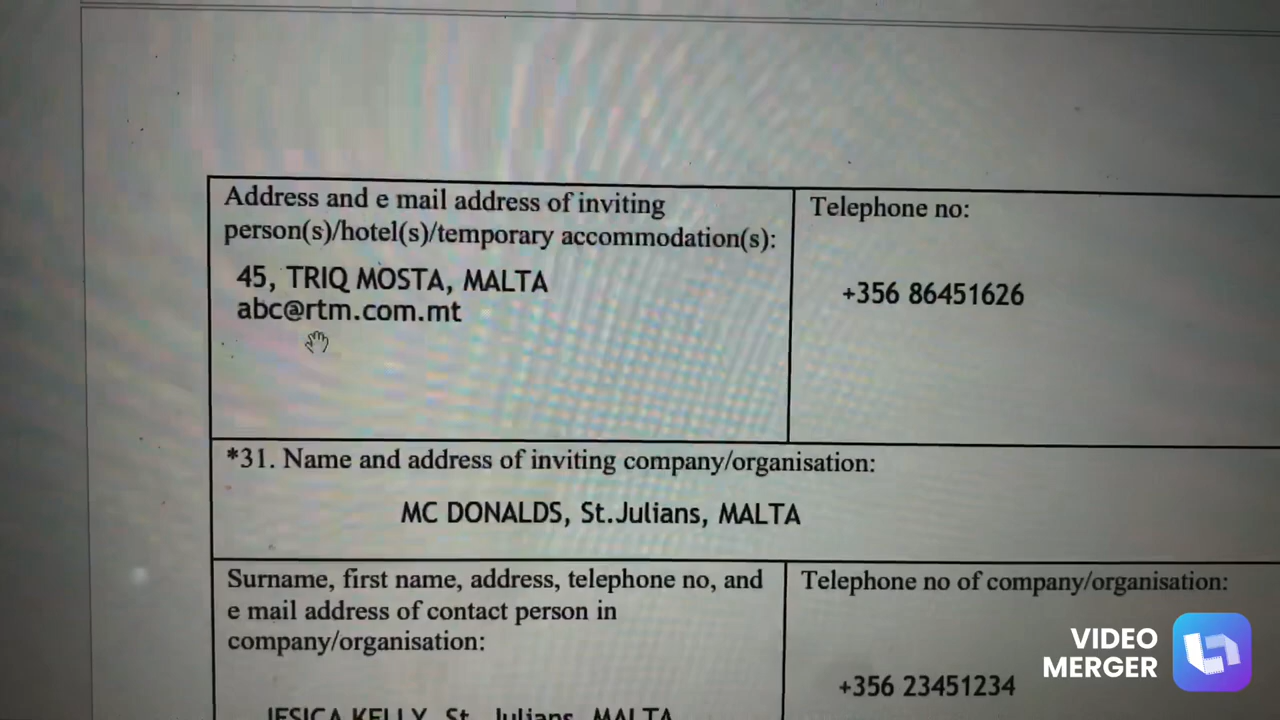 Address and e mail address of inviting
person(s)/hotel(s)/temporary accommodation(s):
45, TRIQ MOSTA, MALTA
abc@rtm.com.mt
Telephone no:
+356 86451626
*31. Name and address of inviting company/organisation:
MC DONALDS, St.Julians, MALTA
Surname, first name, address, telephone no, and
e mail address of contact person in
company/organisation:
JESICA KELLY, St. Julians, MALTA
Telephone no of company/organisation:
+356 23451234
VIDEO
MERGER